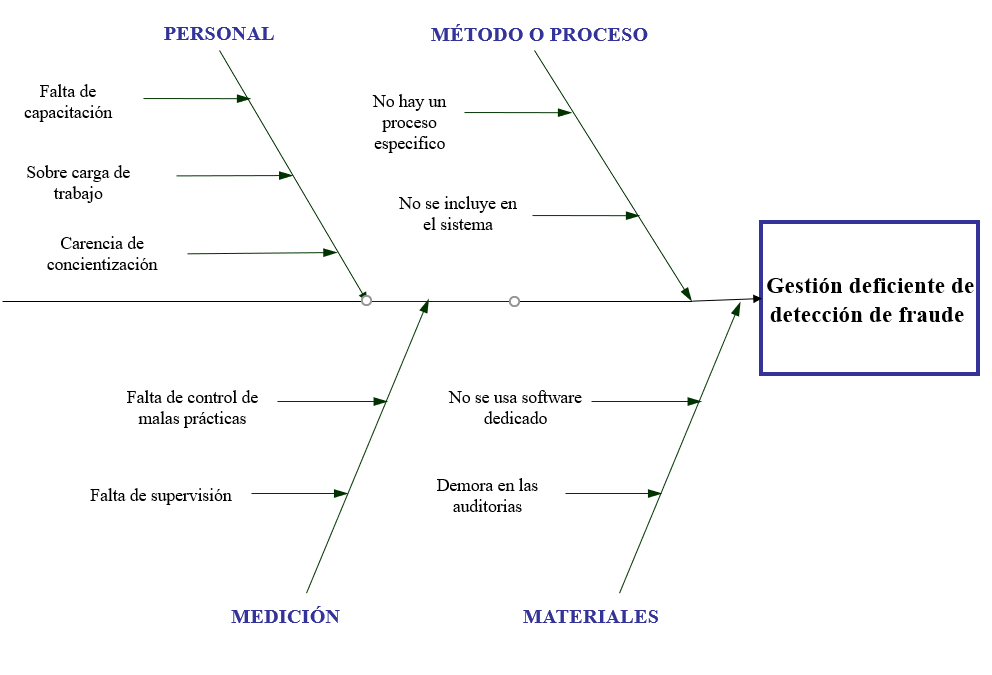 PERSONAL
MÉTODO O PROCESO
Falta de
capacitación
No hay un
proceso
especifico
Sobre carga de
trabajo
No se incluye en
el sistema
Carencia de
concientización
Gestión deficiente de
detección de fraude
Falta de control de
malas prácticas
No se usa software
dedicado
Falta de supervisión
Demora en las
auditorias
MEDICIÓN
MATERIALES